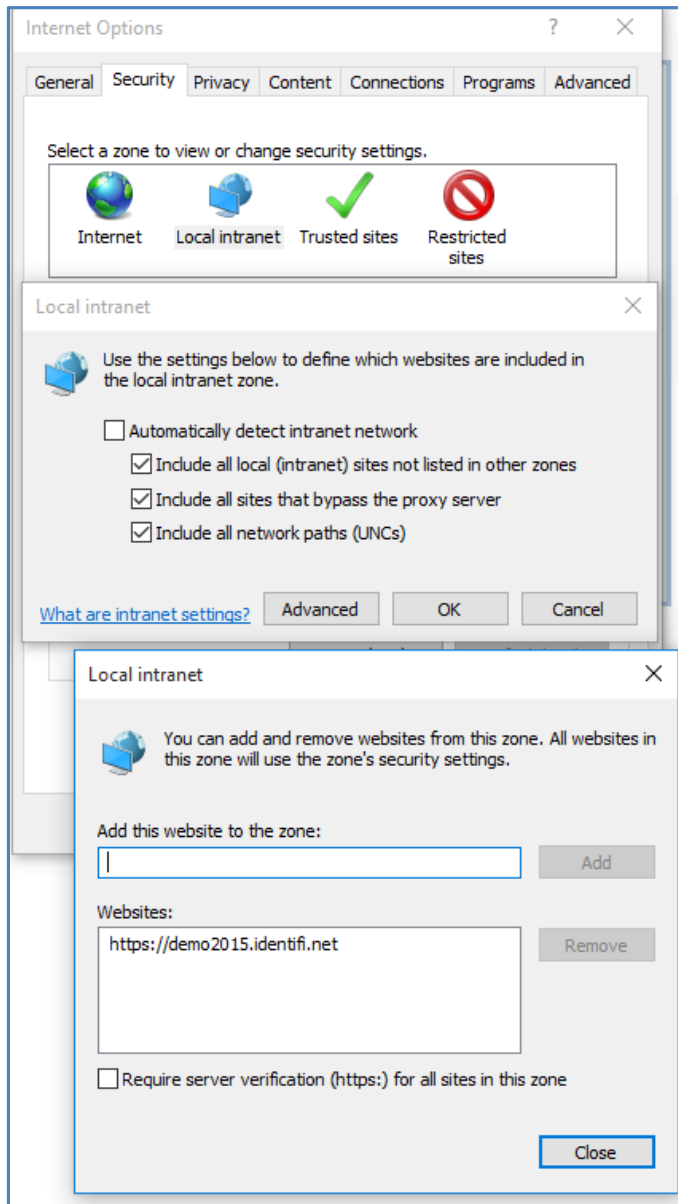 Internet Options
?
General Security Privacy Content Connections Programs Advanced
Select a zone to view or change security settings.
Internet Local intranet Trusted sites Restricted
sites
Local intranet
Use the settings below to define which websites are included in
the local intranet zone.
Automatically detect intranet network
Include all local (intranet) sites not listed in other zones
Include all sites that bypass the proxy server
Include all network paths (UNCs)
What are intranet settings? Advanced OK Cancel
Local intranet
You can add and remove websites from this zone. All websites in
this zone will use the zone's security settings.
Add this website to the zone:
Add
Websites:
https://demo2015.identifi.net
Remove
Require server verification (https:) for all sites in this zone
Close